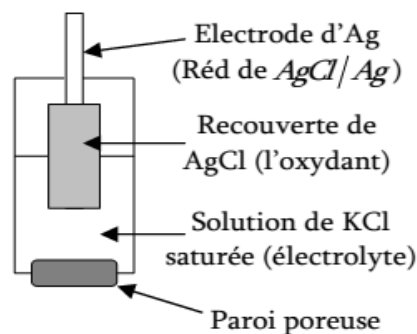 Electrode d’Ag
(Réd de AgCl/Ag)
Recouverte de
AgCl (l’oxydant)
Solution de KCl
saturée (électrolyte)
Paroi poreuse